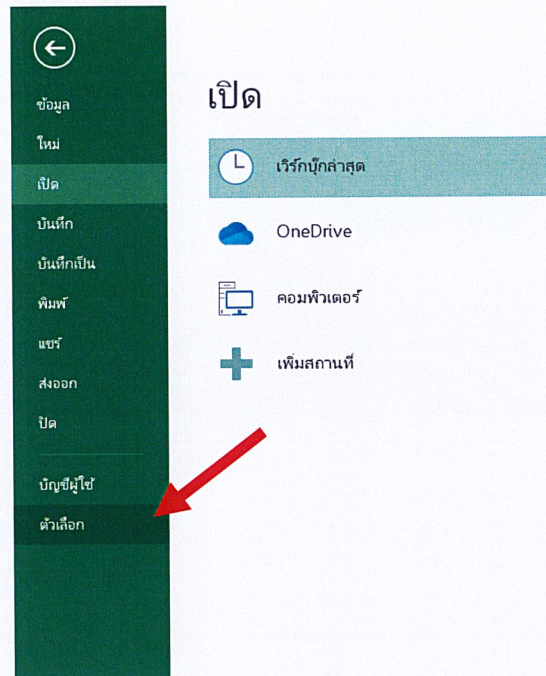 ข้อมูล
ใหม่
เปิด
บันทึก
บันทึกเป็น
พิมพ์
แชร์
ส่งออก
ปิด
บัญชีผู้ใช้
ตัวเลือก
เปิด
เวิร์กบุ๊กล่าสุด
OneDrive
คอมพิวเตอร์
เพิ่มสถานที่